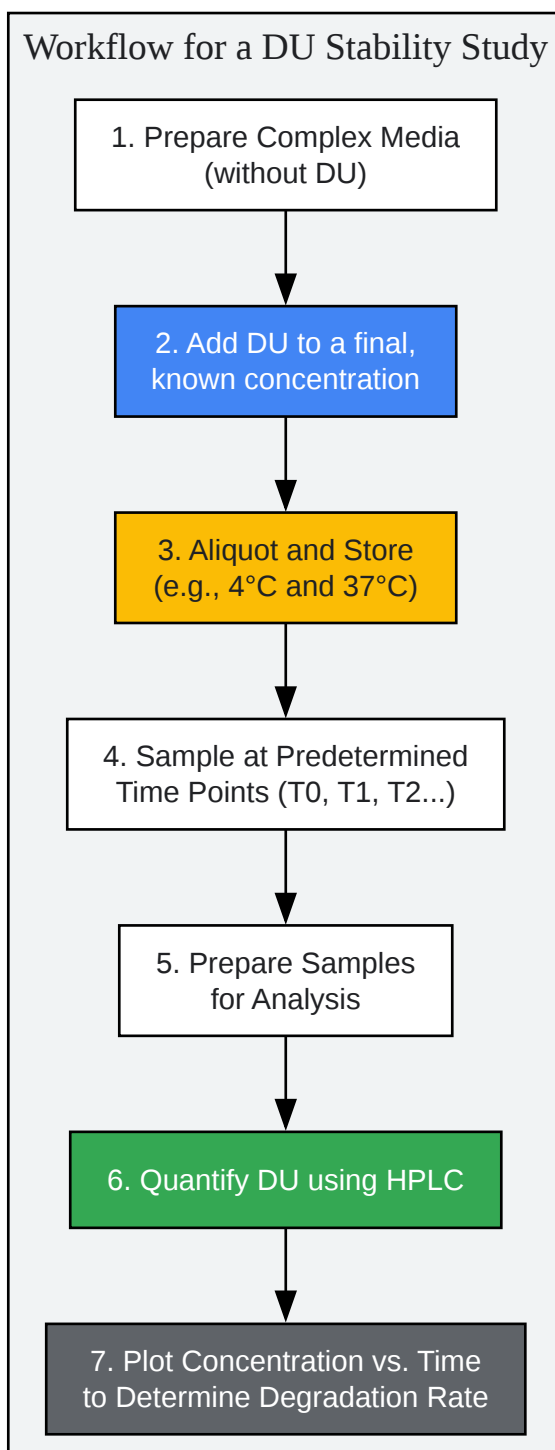 Workflow for a DU Stability Study
1. Prepare Complex Media
(without DU)
2. Add DU to a final,
known concentration
3. Aliquot and Store
(e.g., 4°C and 37°C)
4. Sample at Predetermined
Time Points (T0, T1, T2...)
5. Prepare Samples
for Analysis
6. Quantify DU using HPLC
7. Plot Concentration vs. Time
to Determine Degradation Rate